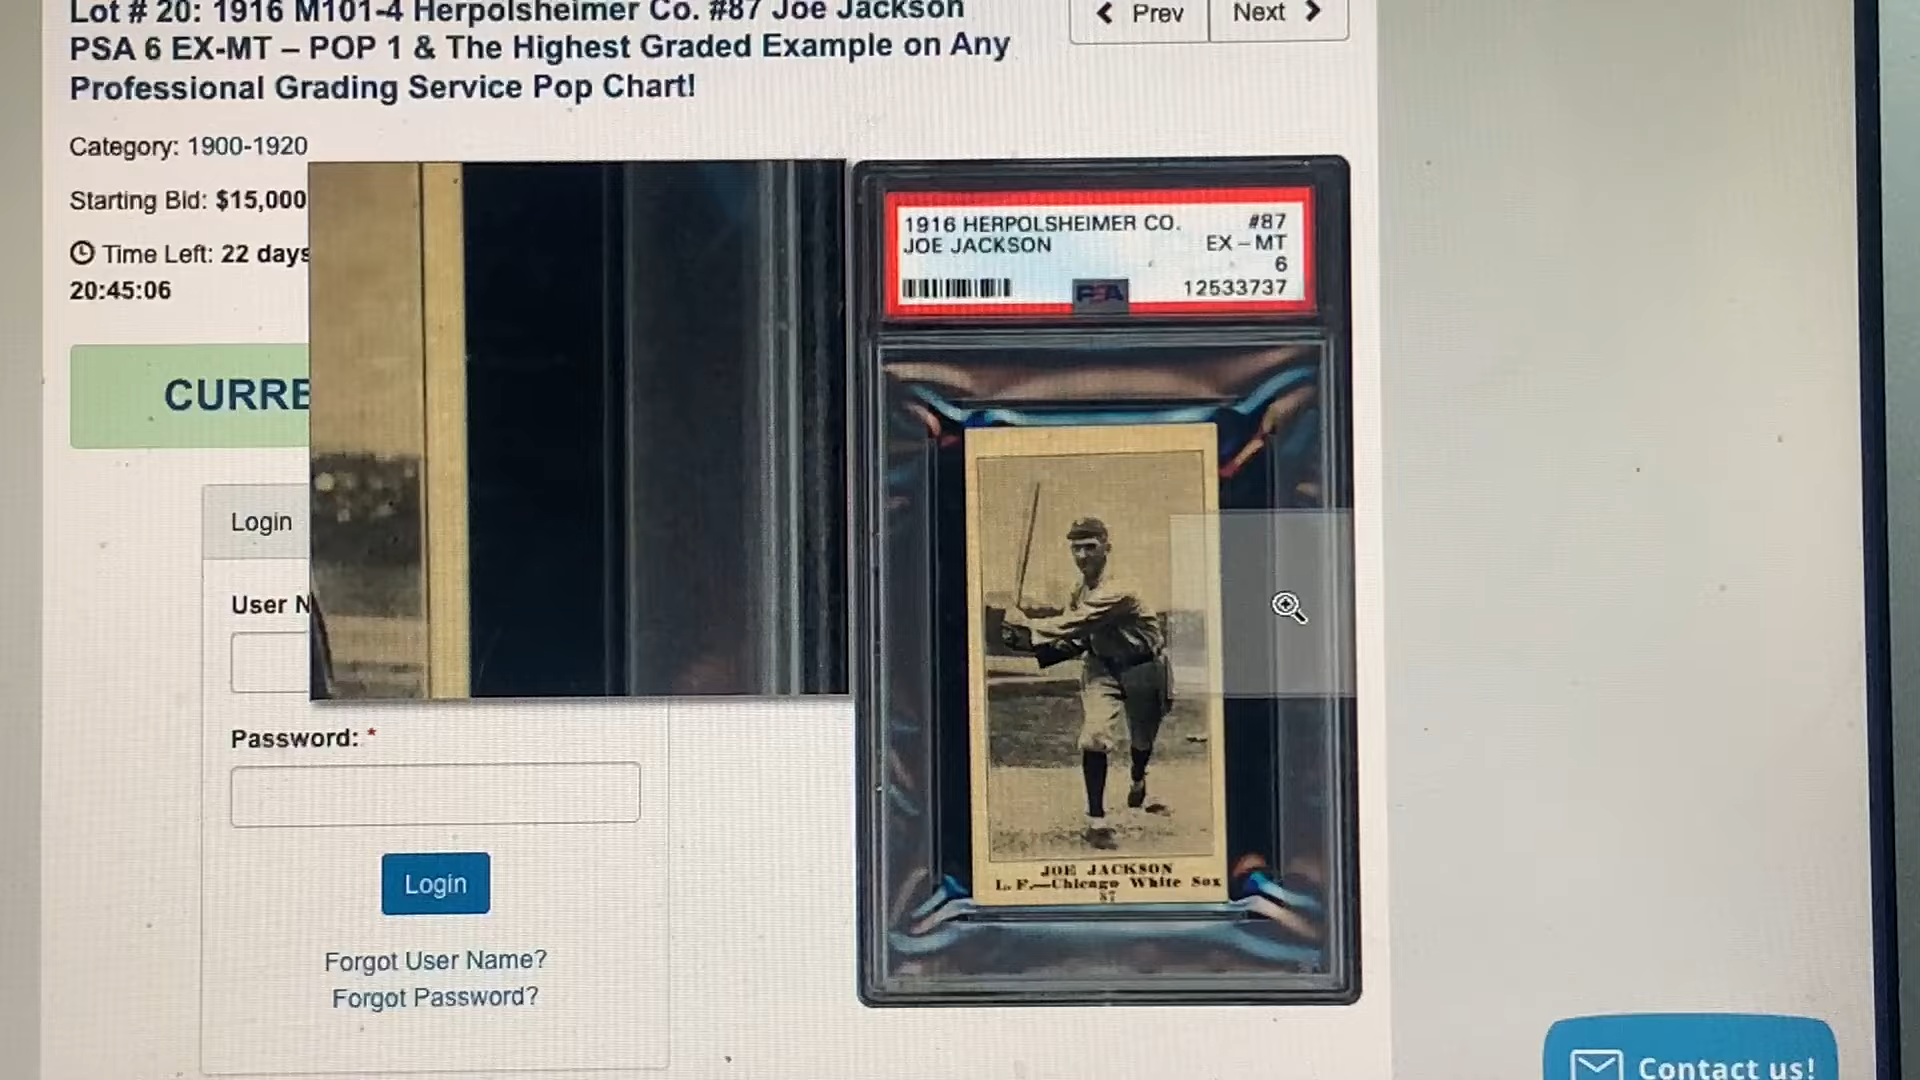 Lot # 20: 1916 M101-4 Herpolsheimer Co. #87 Joe Jackson
PSA 6 EX-MT – POP 1 & The Highest Graded Example on Any
Professional Grading Service Pop Chart!
Prev
Next
Category: 1900-1920
Starting Bid: $15,000
Time Left: 22 days
20:45:06
CURRE
Login
User N
Password: *
Login
Forgot User Name?
Forgot Password?
1916 HERPOLSHEIMER CO. #87
JOE JACKSON EX – MT
6
PSA 12533737
JOE JACKSON
L. F.—Chicago White Sox
87
Contact us!